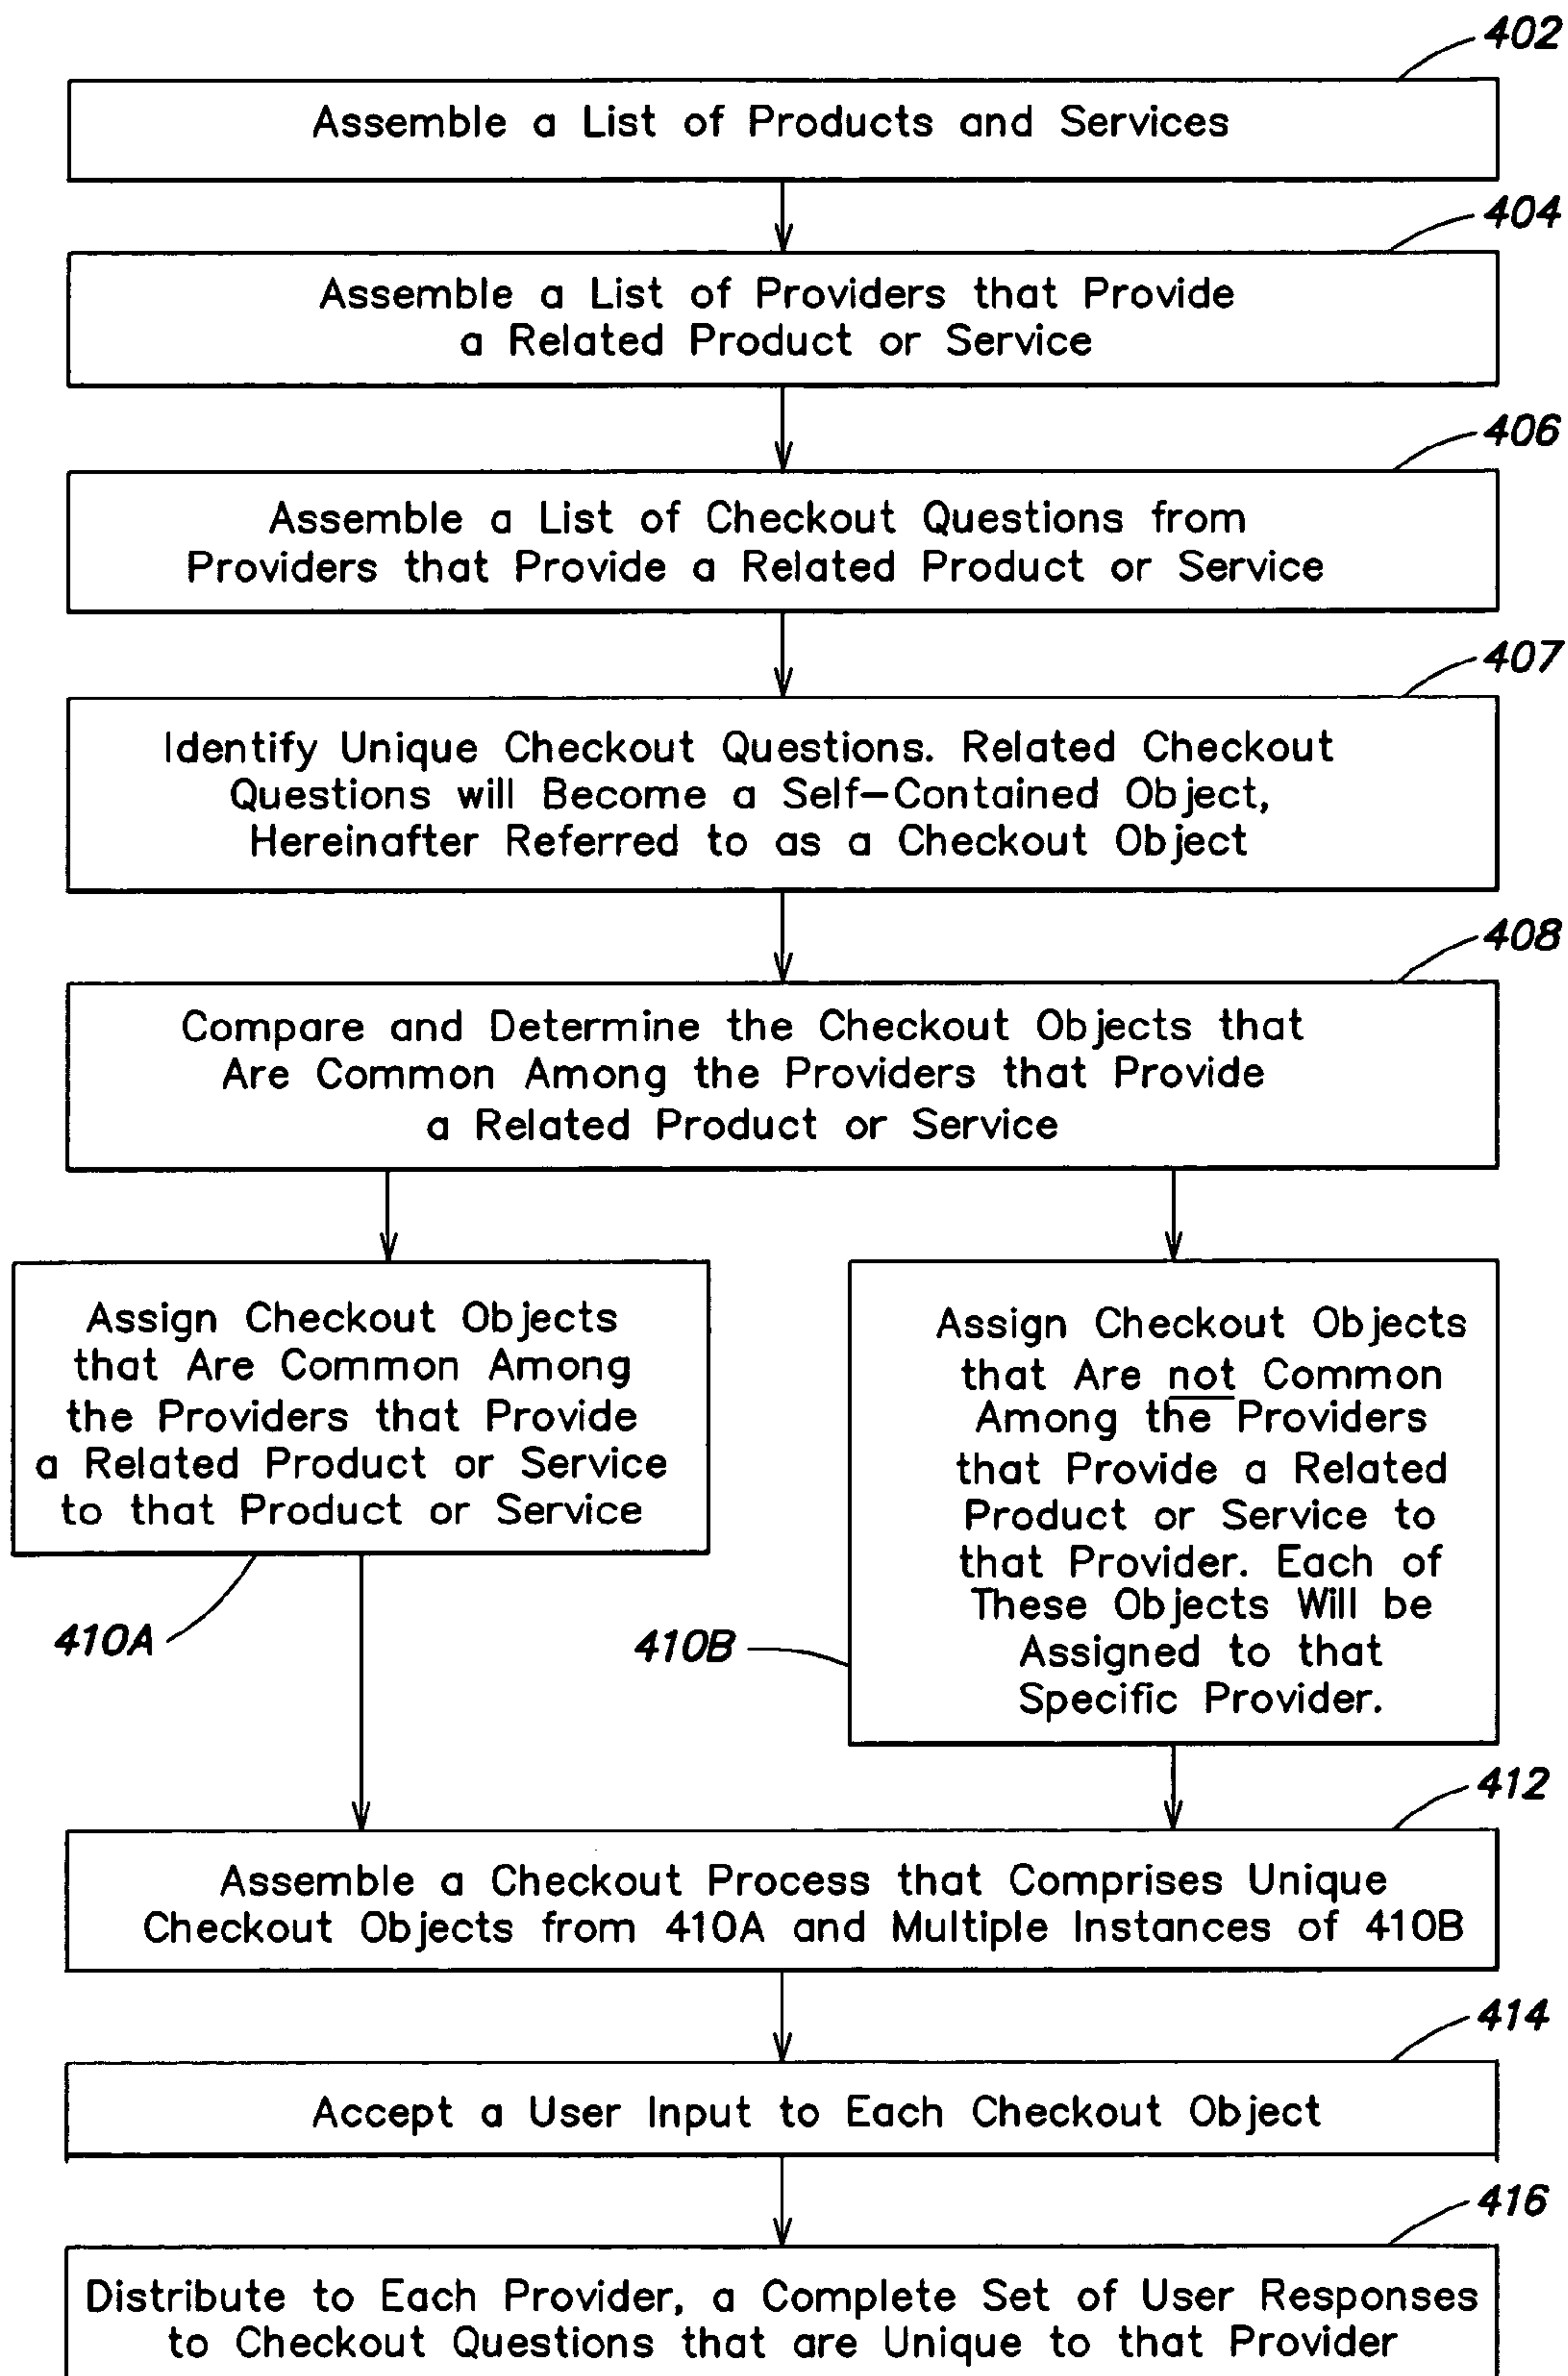 402
Assemble a List of Products and Services
404
Assemble a List of Providers that Provide
a Related Product or Service
406
Assemble a List of Checkout Questions from
Providers that Provide a Related Product or Service
407
Identify Unique Checkout Questions. Related Checkout
Questions will Become a Self-Contained Object,
Hereinafter Referred to as a Checkout Object
408
Compare and Determine the Checkout Objects that
Are Common Among the Providers that Provide
a Related Product or Service
Assign Checkout Objects
that Are Common Among
the Providers that Provide
a Related Product or Service
to that Product or Service
410A
Assign Checkout Objects
that Are not Common
Among the Providers
that Provide a Related
Product or Service to
that Provider. Each of
These Objects Will be
Assigned to that
Specific Provider.
410B
412
Assemble a Checkout Process that Comprises Unique
Checkout Objects from 410A and Multiple Instances of 410B
414
Accept a User Input to Each Checkout Object
416
Distribute to Each Provider, a Complete Set of User Responses
to Checkout Questions that are Unique to that Provider